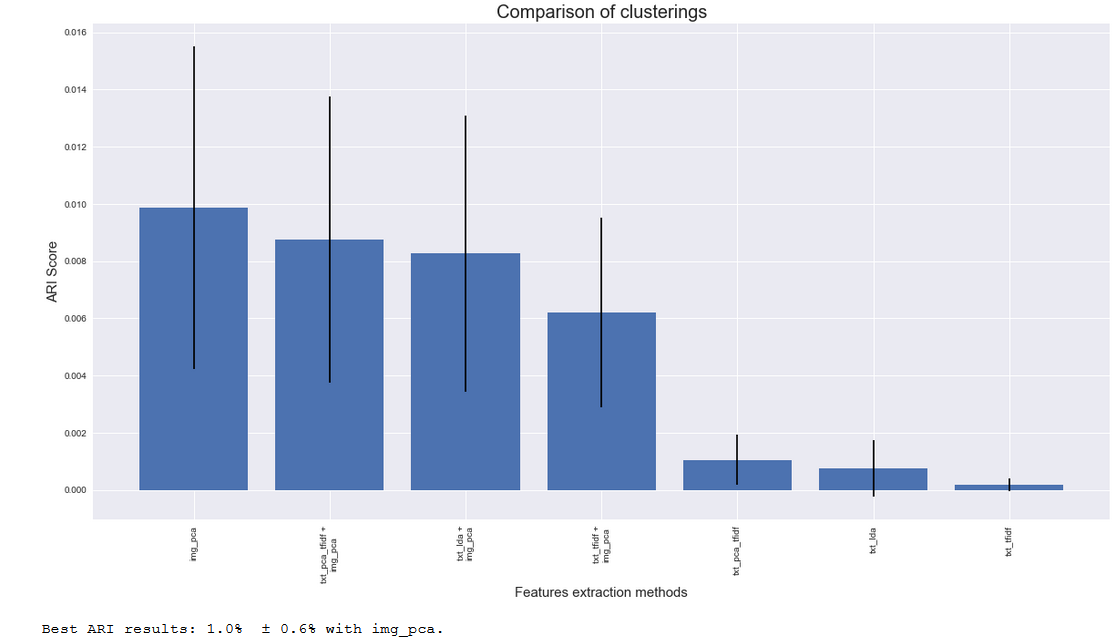 Comparison of clusterings
0.016
0.014
0.012
0.010
0.008
0.006
0.004
0.002
0.000
ARI Score
img_pca
txt_pca_tfidf +
img_pca
txt_lda +
img_pca
txt_tfidf +
img_pca
txt_pca_tfidf
txt_lda
txt_tfidf
Features extraction methods
Best ARI results: 1.0%  ± 0.6% with img_pca.